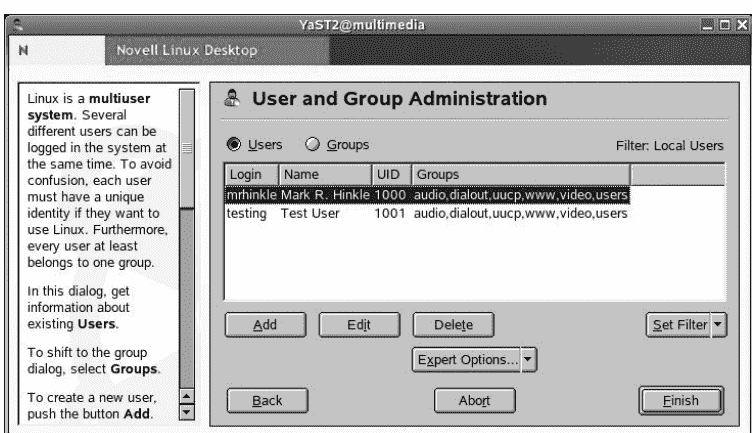 YaST2@multimedia
N Novell Linux Desktop
Linux is a multiuser
system. Several
different users can be
logged in the system at
the same time. To avoid
confusion, each user
must have a unique
identity if they want to
use Linux. Furthermore,
every user at least
belongs to one group.
In this dialog, get
information about
existing Users.
To shift to the group
dialog, select Groups.
To create a new user,
push the button Add.
User and Group Administration
Users Groups Filter: Local Users
Login Name UID Groups
mrhinkle Mark R. Hinkle 1000 audio,dialout,uucp,www,video,users
testing Test User 1001 audio,dialout,uucp,www,video,users
Add Edit Delete Set Filter
Expert Options...
Back Abort Finish